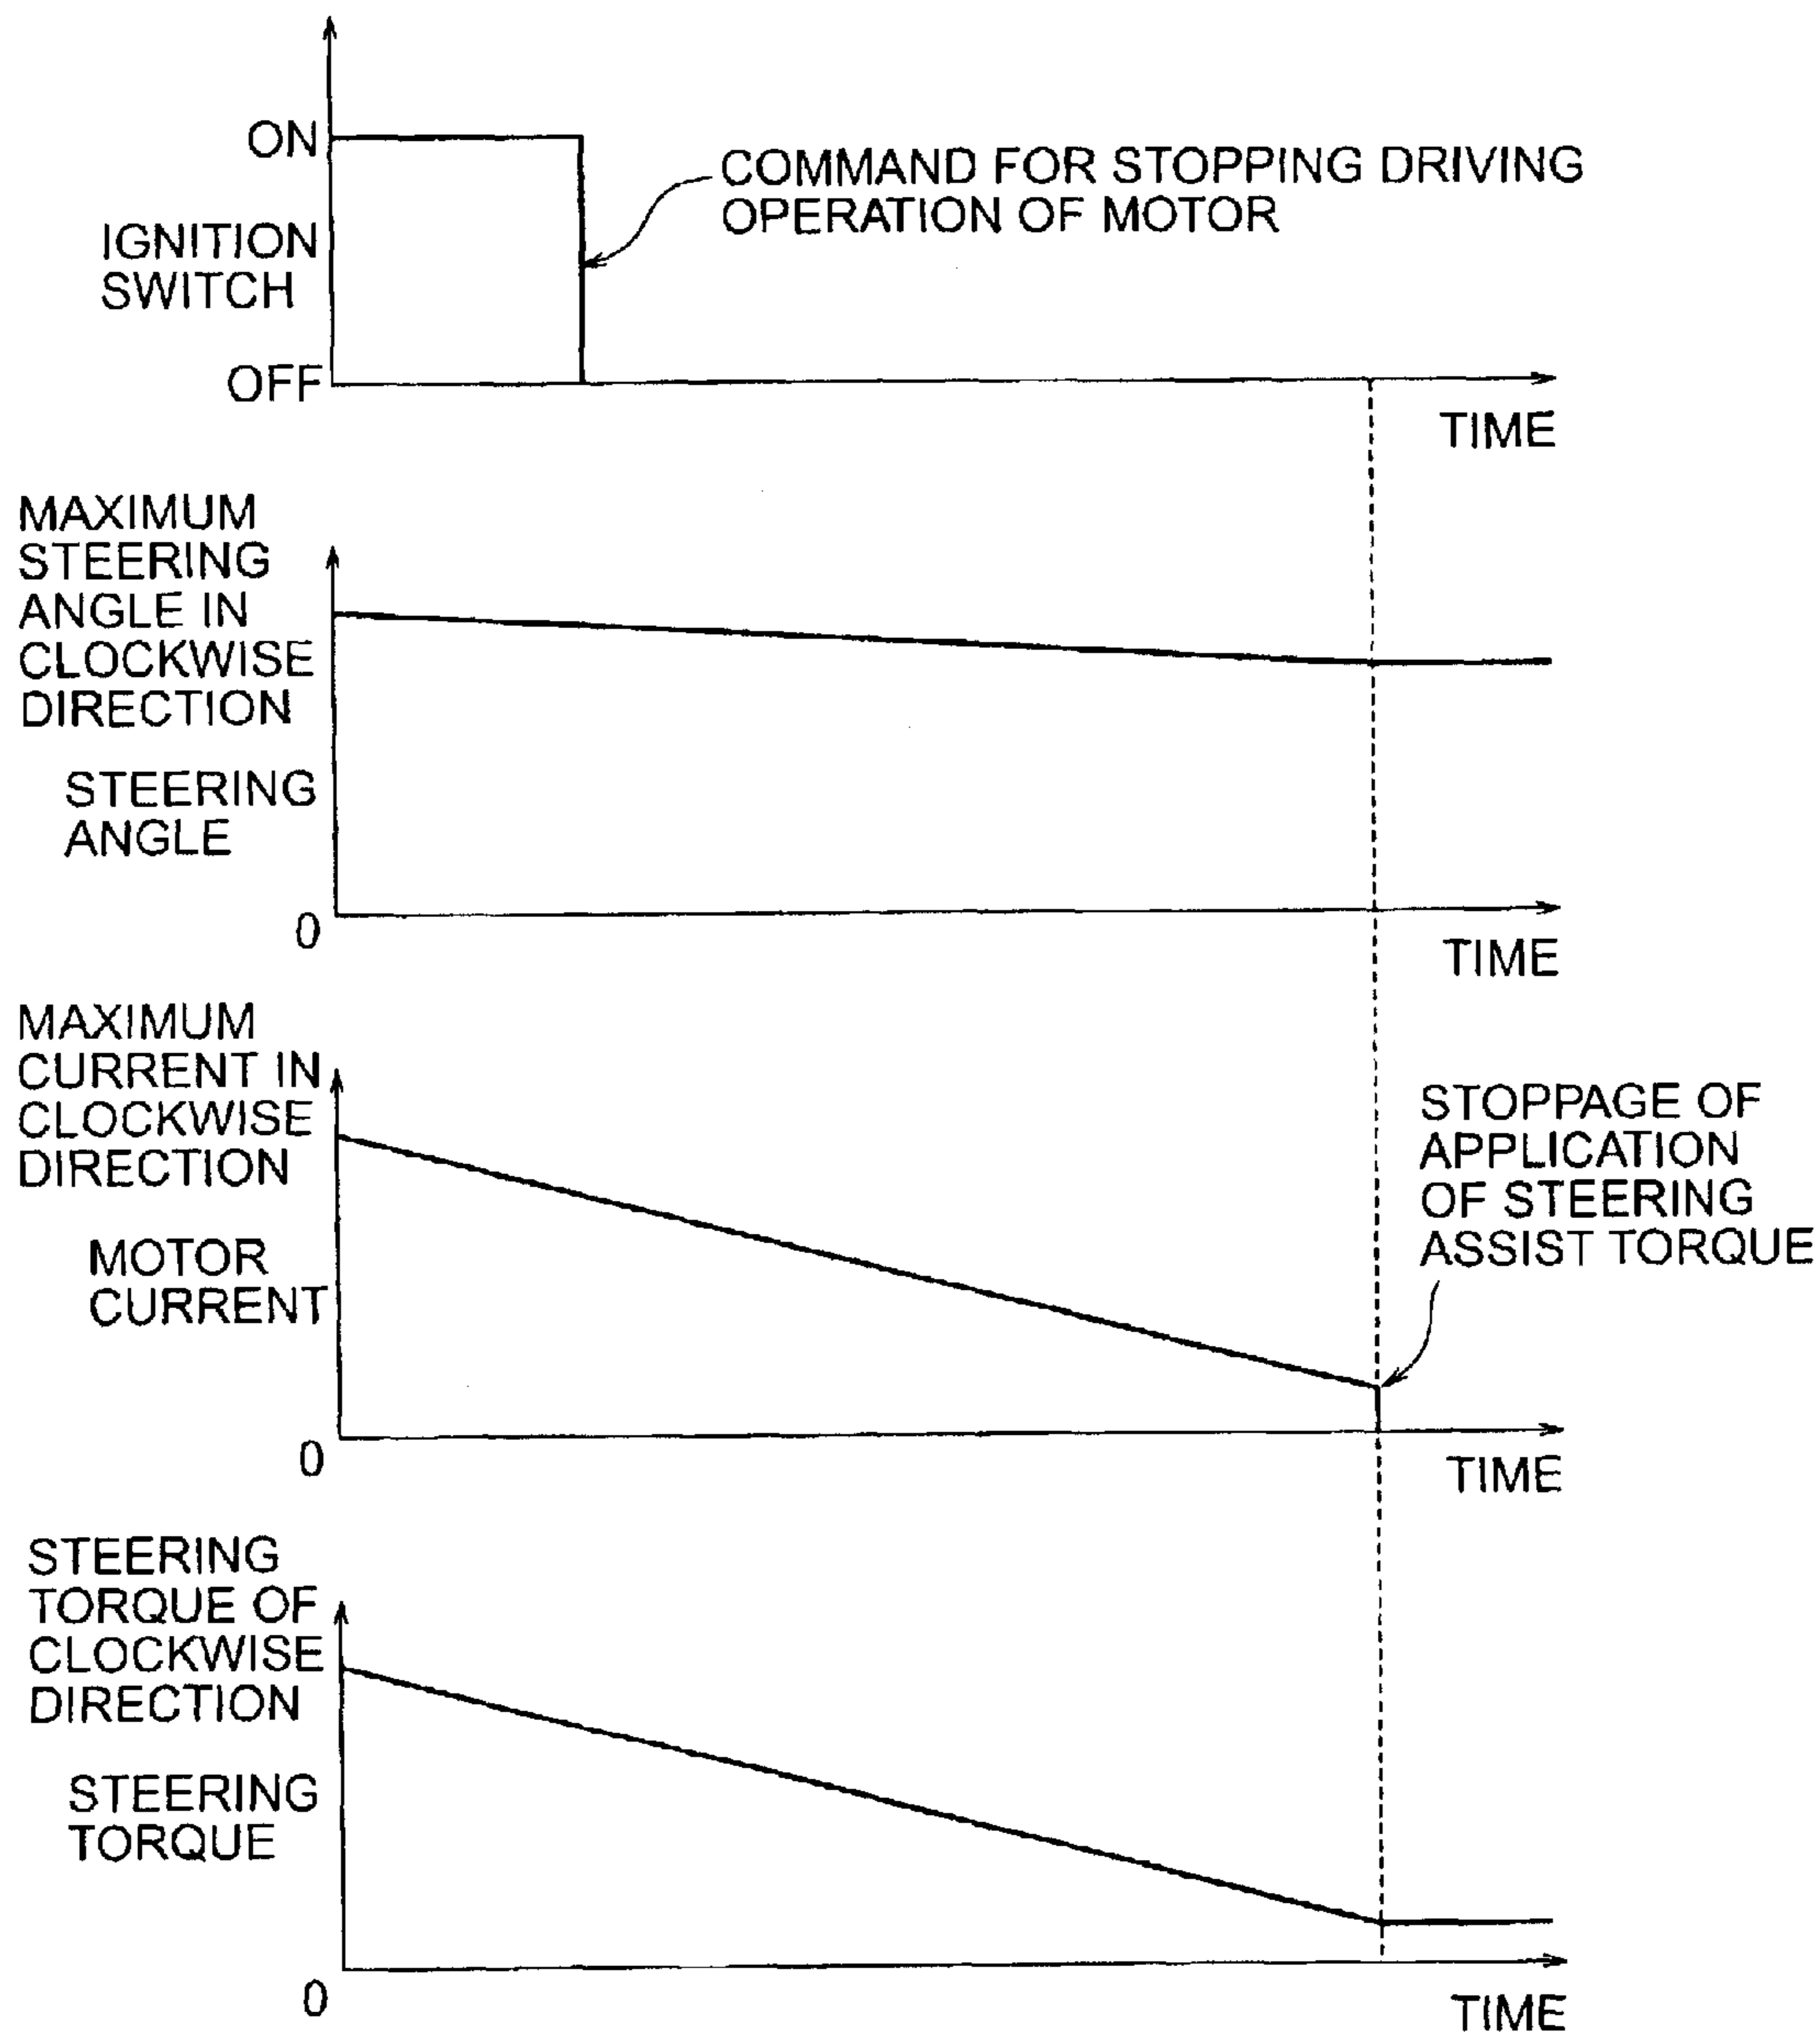 ON
COMMAND FOR STOPPING DRIVING
OPERATION OF MOTOR
IGNITION
SWITCH
OFF
TIME
MAXIMUM
STEERING
ANGLE IN
CLOCKWISE
DIRECTION
STEERING
ANGLE
0
TIME
MAXIMUM
CURRENT IN
CLOCKWISE
DIRECTION
STOPPAGE OF
APPLICATION
OF STEERING
ASSIST TORQUE
MOTOR
CURRENT
0
TIME
STEERING
TORQUE OF
CLOCKWISE
DIRECTION
STEERING
TORQUE
0
TIME